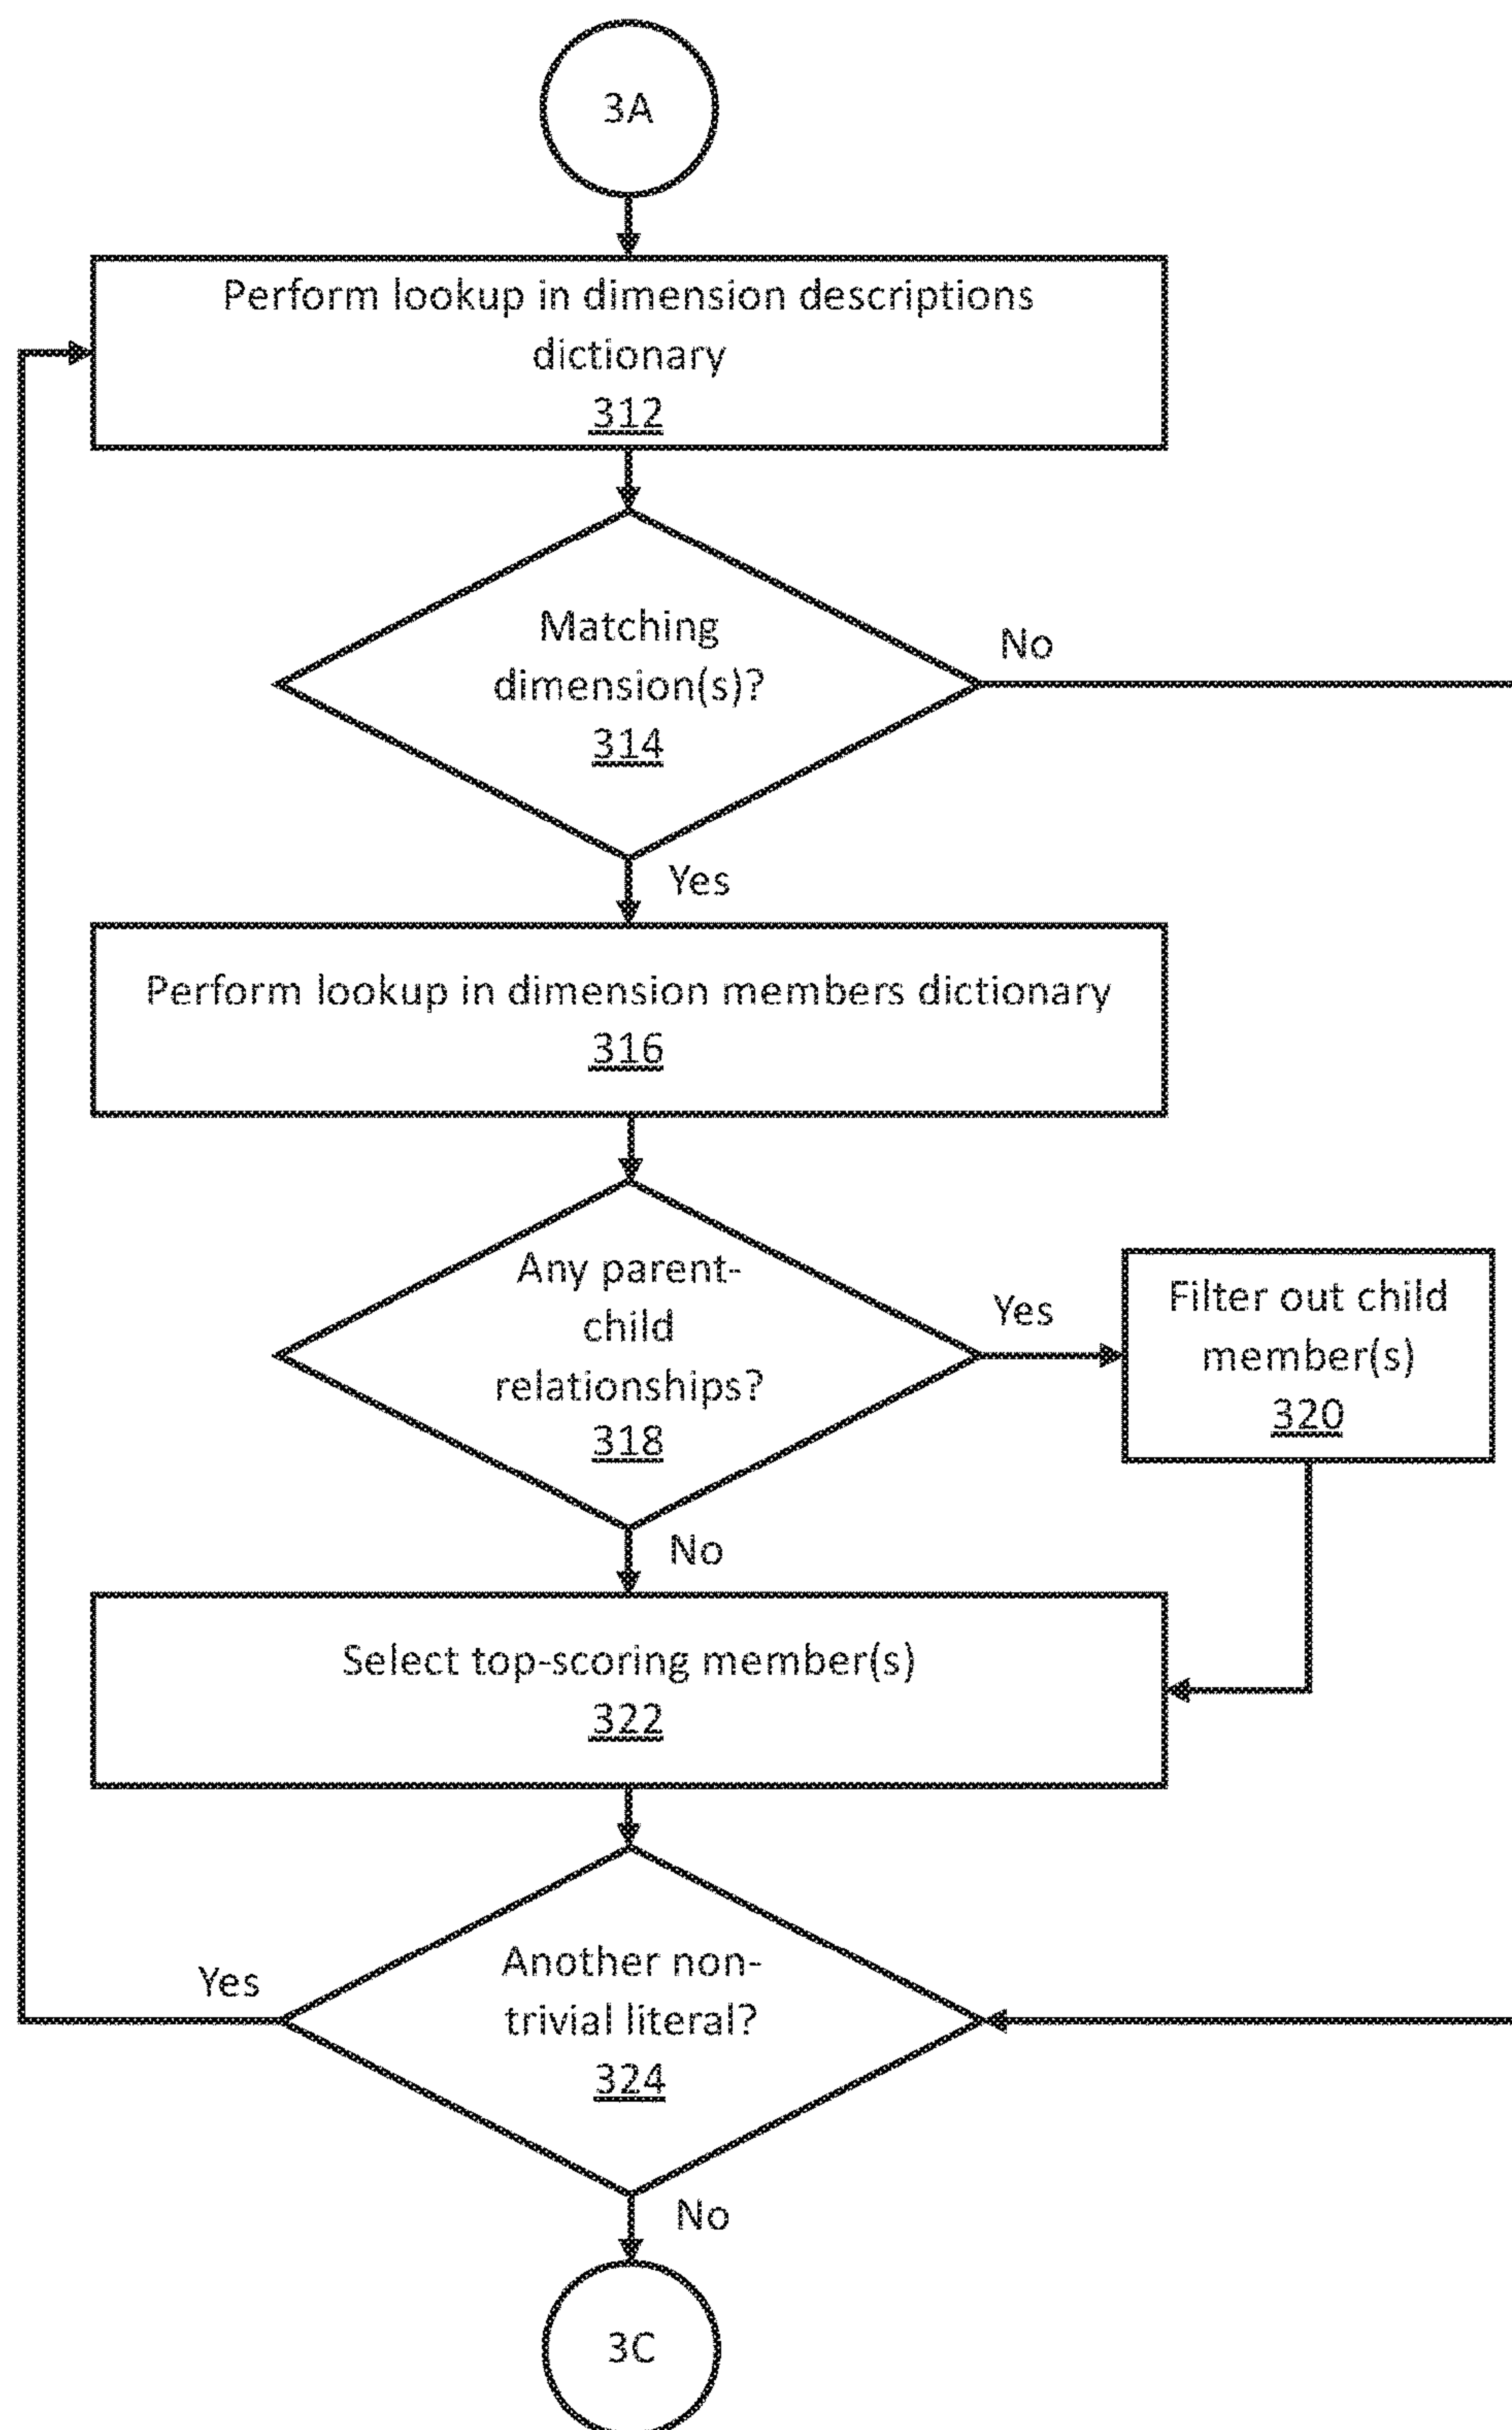 3A
Perform lookup in dimension descriptions
dictionary
312
Matching
dimension(s)?
314
No
Yes
Perform lookup in dimension members dictionary
316
Any parent-
child
relationships?
318
Yes
Filter out child
member(s)
320
No
Select top-scoring member(s)
322
Another non-
trivial literal?
324
Yes
No
3C